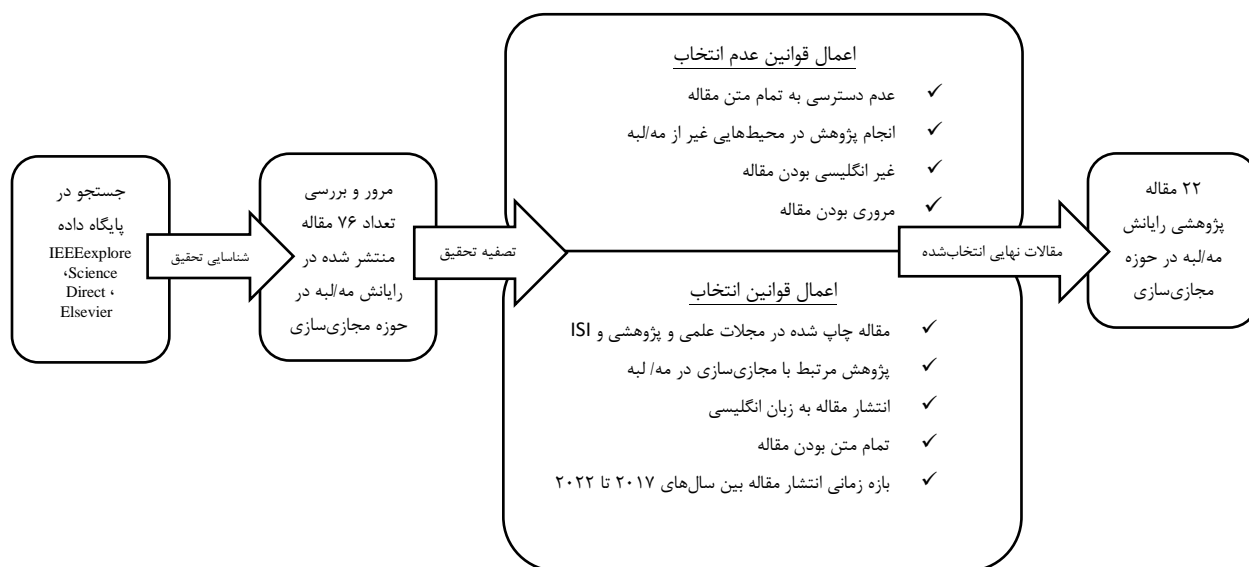 جستجو در
پایگاه داده
IEEEexplore
،Science
Direct ،
Elsevier
شناسایی تحقیق
مرور و بررسی
تعداد ۷۶ مقاله
منتشر شده در
رایانش مه/لبه در
حوزه مجازی‌سازی
تصفیه تحقیق
اعمال قوانین عدم انتخاب
✓ عدم دسترسی به تمام متن مقاله
✓ انجام پژوهش در محیط‌هایی غیر از مه/لبه
✓ غیر انگلیسی بودن مقاله
✓ مروری بودن مقاله
اعمال قوانین انتخاب
✓ مقاله چاپ شده در مجلات علمی و پژوهشی و ISI
✓ پژوهش مرتبط با مجازی‌سازی در مه/ لبه
✓ انتشار مقاله به زبان انگلیسی
✓ تمام متن بودن مقاله
✓ بازه زمانی انتشار مقاله بین سال‌های ۲۰۱۷ تا ۲۰۲۲
مقالات نهایی انتخاب‌شده
۲۲ مقاله
پژوهشی رایانش
مه/لبه در حوزه
مجازی‌سازی